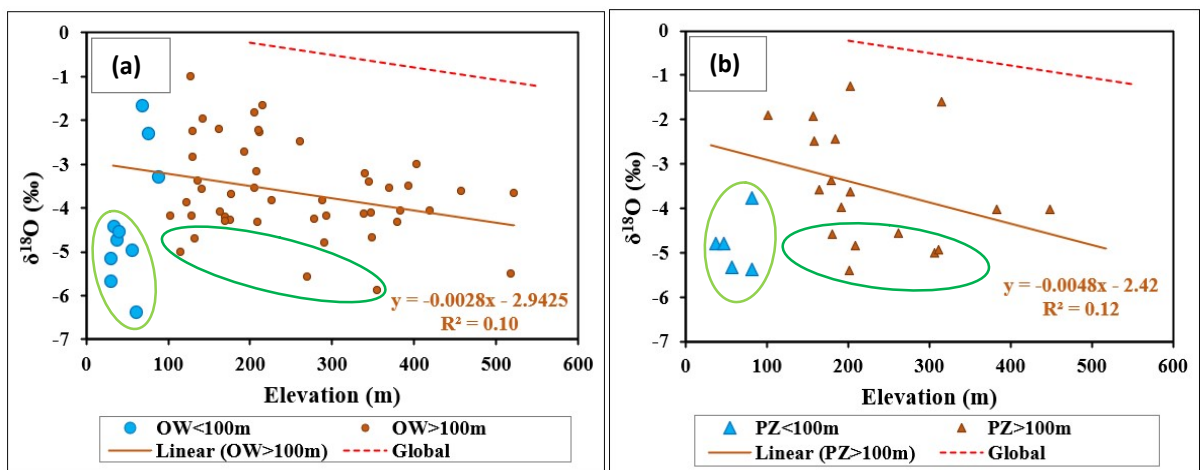 (a)
0
-1
-2
-3
-4
-5
-6
-7
δ¹⁸O (‰)
y = -0.0028x - 2.9425
R² = 0.10
0 100 200 300 400 500 600
Elevation (m)
OW<100m OW>100m
Linear (OW>100m) Global
(b)
0
-1
-2
-3
-4
-5
-6
-7
δ¹⁸O (‰)
y = -0.0048x - 2.42
R² = 0.12
0 100 200 300 400 500 600
Elevation (m)
PZ<100m PZ>100m
Linear (PZ>100m) Global